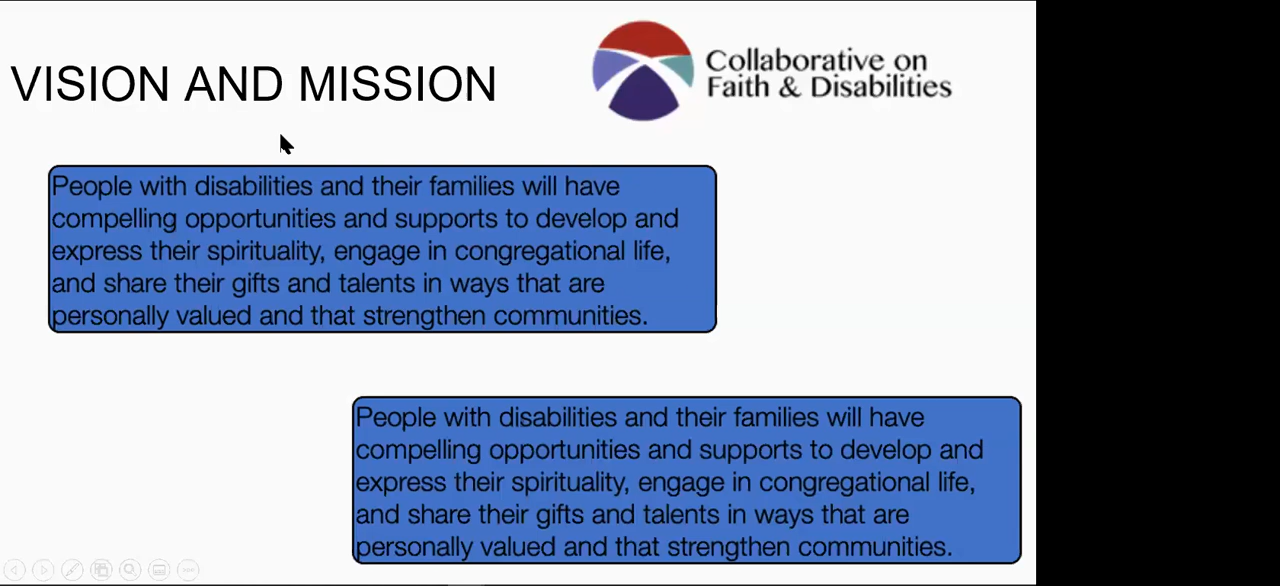 VISION AND MISSION
Collaborative on
Faith & Disabilities
People with disabilities and their families will have
compelling opportunities and supports to develop and
express their spirituality, engage in congregational life,
and share their gifts and talents in ways that are
personally valued and that strengthen communities.
People with disabilities and their families will have
compelling opportunities and supports to develop and
express their spirituality, engage in congregational life,
and share their gifts and talents in ways that are
personally valued and that strengthen communities.